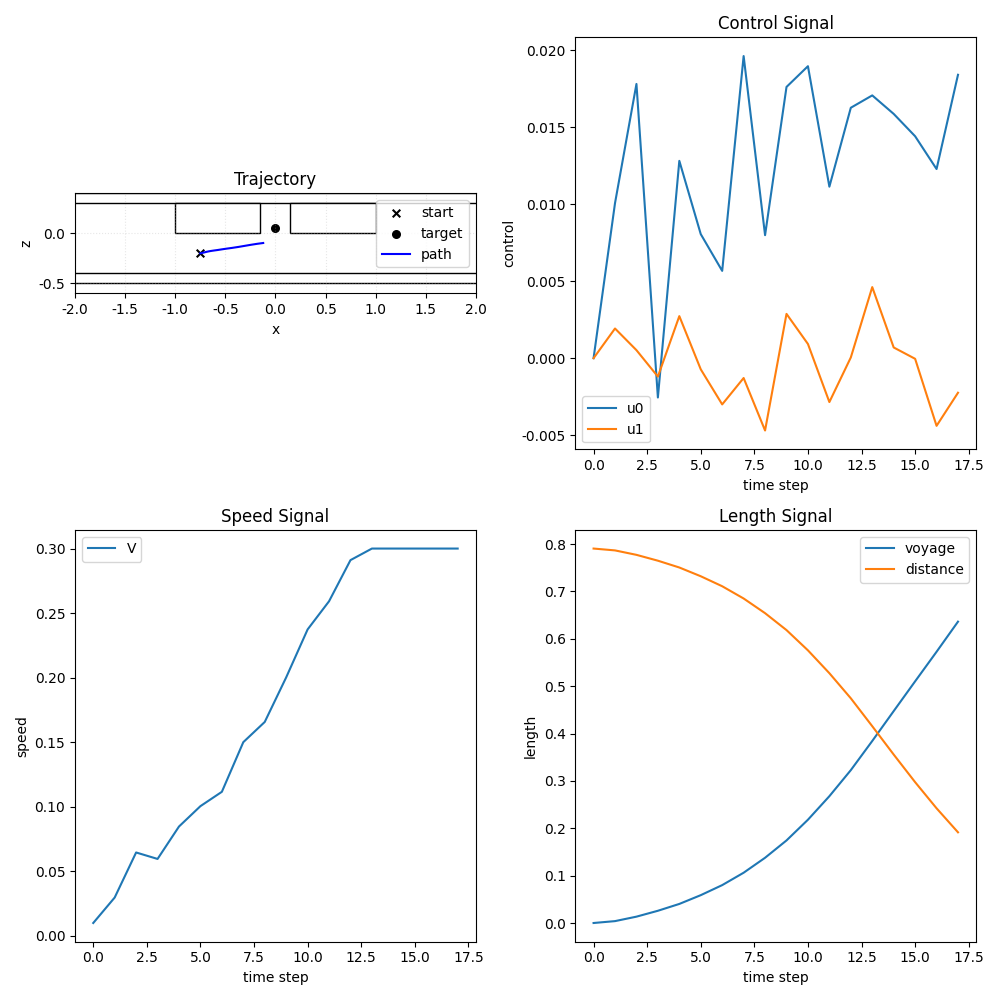 Trajectory
0.0
-0.5
z
-2.0 -1.5 -1.0 -0.5 0.0 0.5 1.0 1.5 2.0
x
start
target
path
Control Signal
0.020
0.015
0.010
0.005
0.000
-0.005
control
u0
u1
0.0 2.5 5.0 7.5 10.0 12.5 15.0 17.5
time step
Speed Signal
V
0.30
0.25
0.20
0.15
0.10
0.05
0.00
speed
0.0 2.5 5.0 7.5 10.0 12.5 15.0 17.5
time step
Length Signal
voyage
distance
0.8
0.7
0.6
0.5
0.4
0.3
0.2
0.1
0.0
length
0.0 2.5 5.0 7.5 10.0 12.5 15.0 17.5
time step